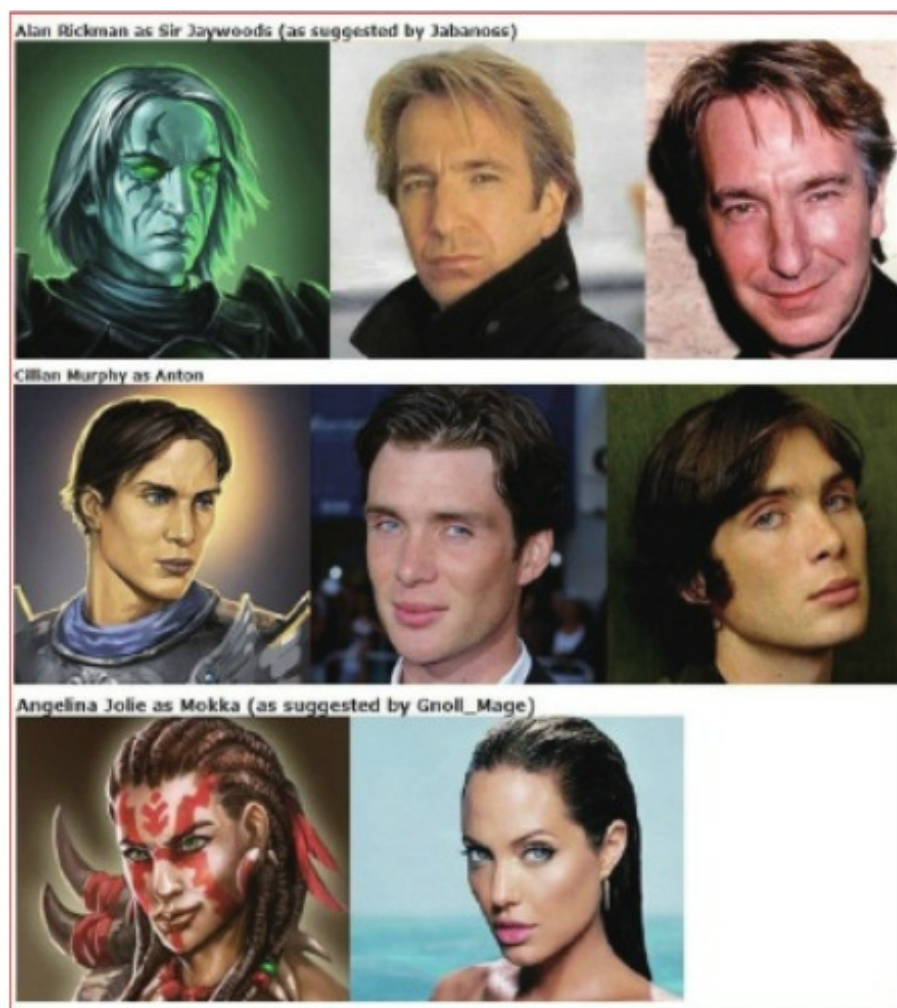 Alan Rickman as Sir Jaywoods (as suggested by Jabanoss)
Cillian Murphy as Anton
Angelina Jolie as Mokka (as suggested by Gnoll_Mage)